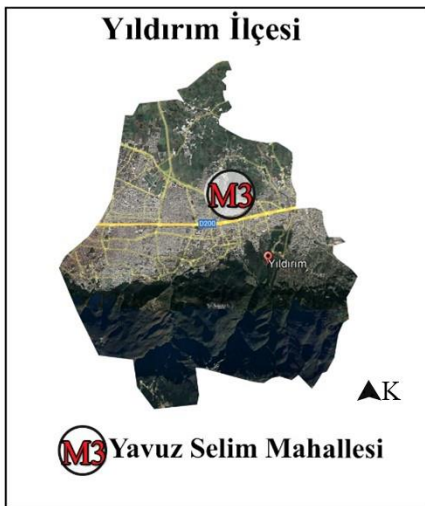 Yıldırım İlçesi
M3
D200
Yıldırım
K
M3 Yavuz Selim Mahallesi